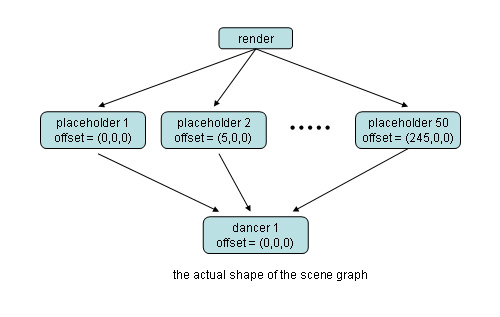 render
placeholder 1
offset = (0,0,0)
placeholder 2
offset = (5,0,0)
placeholder 50
offset = (245,0,0)
dancer 1
offset = (0,0,0)
the actual shape of the scene graph